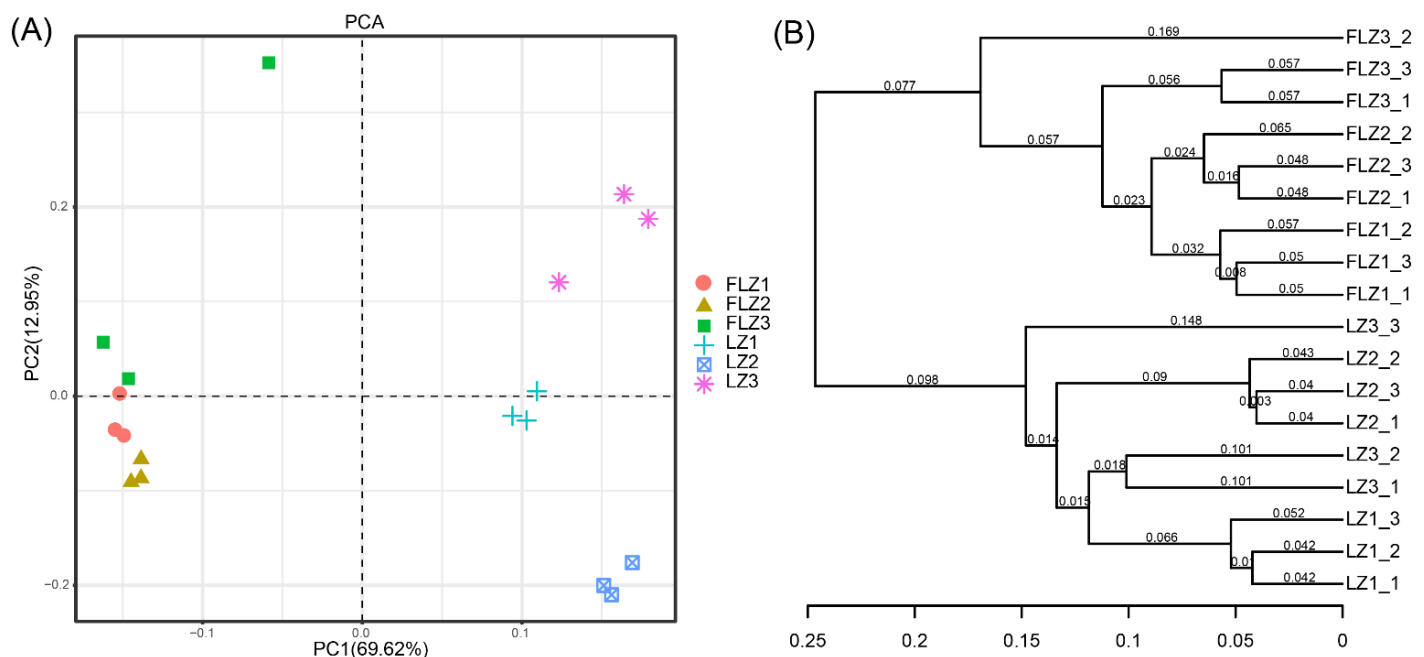 (A)
PCA
0.2
0.0
−0.2
PC2(12.95%)
−0.1
0.0
0.1
PC1(69.62%)
FLZ1
FLZ2
FLZ3
LZ1
LZ2
LZ3
(B)
0.169
FLZ3_2
0.077
0.057
FLZ3_3
0.056
0.057
FLZ3_1
0.057
0.065
FLZ2_2
0.024
0.048
FLZ2_3
0.016
0.048
FLZ2_1
0.023
0.057
FLZ1_2
0.032
0.05
FLZ1_3
0.008
0.05
FLZ1_1
0.148
LZ3_3
0.098
0.043
LZ2_2
0.09
0.04
LZ2_3
0.003
0.04
LZ2_1
0.014
0.101
LZ3_2
0.018
0.101
LZ3_1
0.015
0.052
LZ1_3
0.066
0.042
LZ1_2
0.01
0.042
LZ1_1
0.25
0.2
0.15
0.1
0.05
0